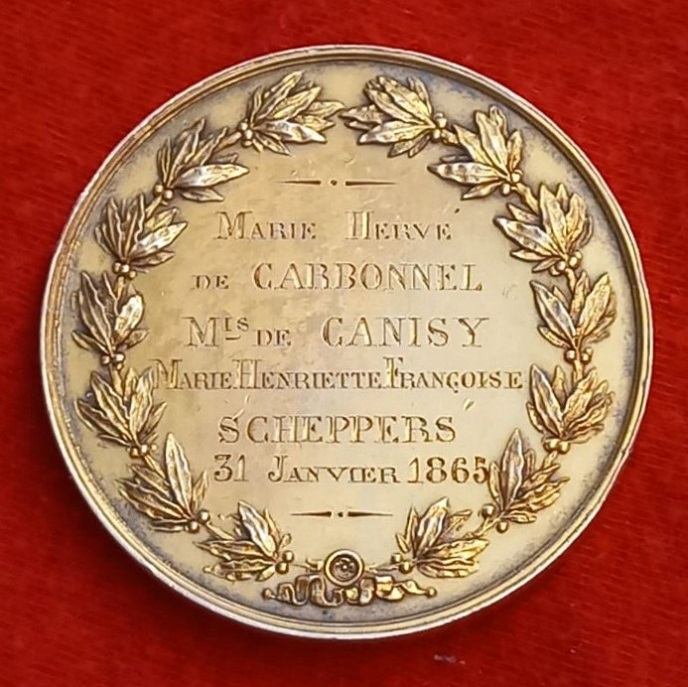 MARIE HERVÉ
DE CARBONNEL
MIS DE CANISY
MARIE HENRIETTE FRANÇOISE
SCHEPPERS
31 JANVIER 1865